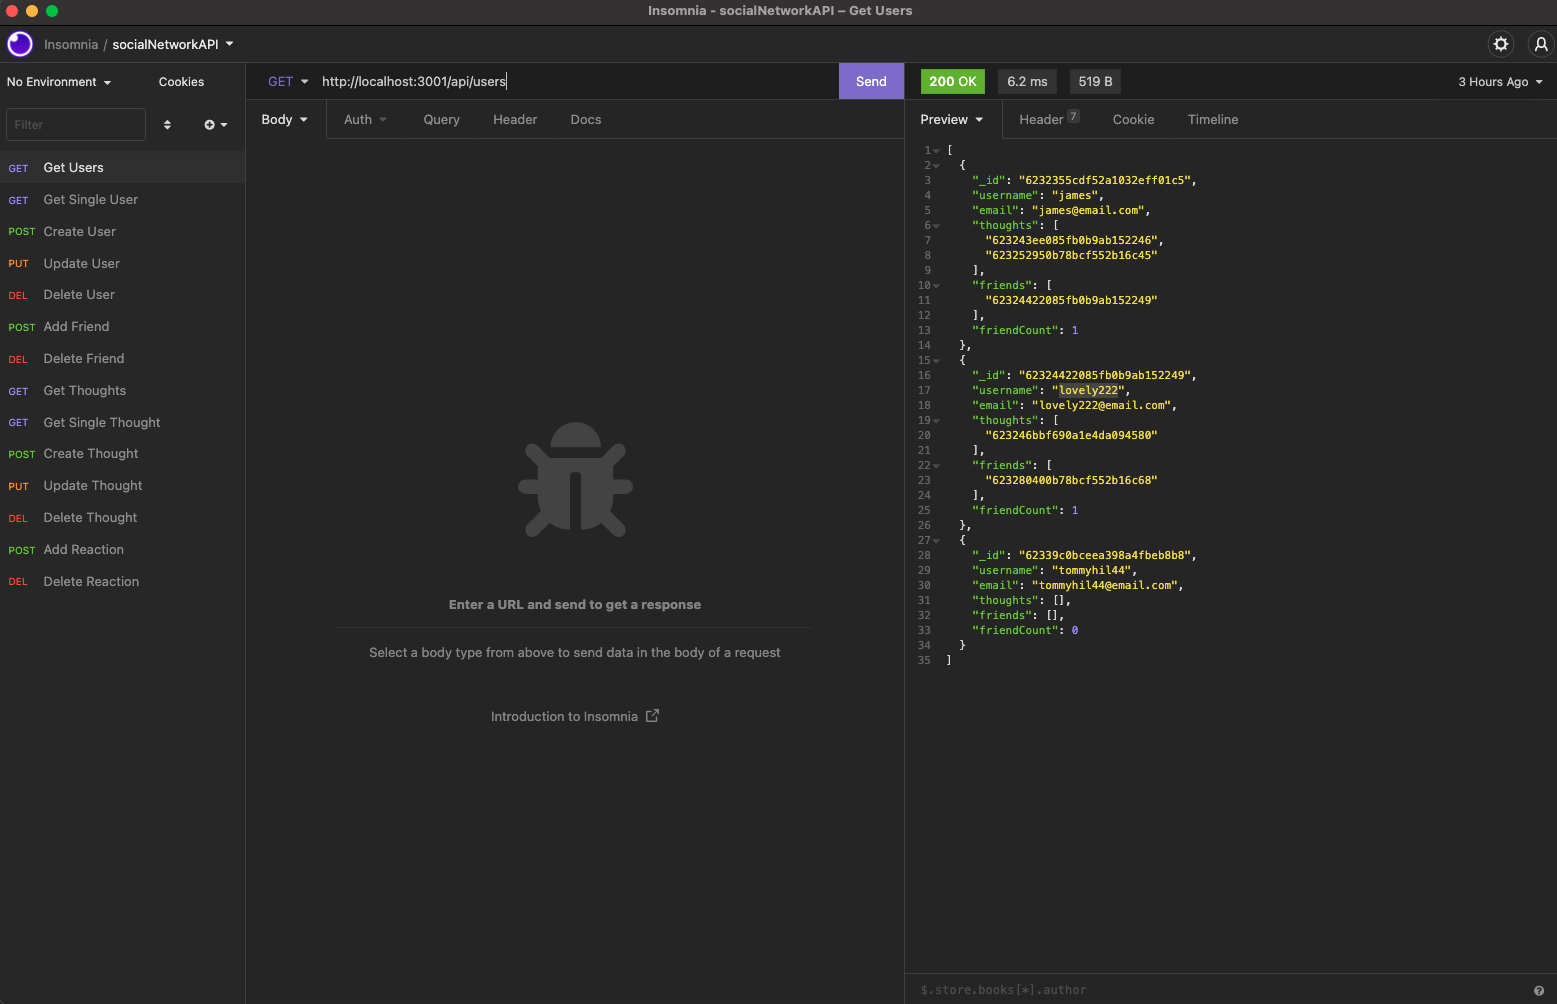 Insomnia - socialNetworkAPI – Get Users
Insomnia / socialNetworkAPI
No Environment
Cookies
GET http://localhost:3001/api/users
Send
200 OK
6.2 ms
519 B
3 Hours Ago
Filter
Body
Auth
Query
Header
Docs
Preview
Header 7
Cookie
Timeline
GET Get Users
GET Get Single User
POST Create User
PUT Update User
DEL Delete User
POST Add Friend
DEL Delete Friend
GET Get Thoughts
GET Get Single Thought
POST Create Thought
PUT Update Thought
DEL Delete Thought
POST Add Reaction
DEL Delete Reaction
Enter a URL and send to get a response
Select a body type from above to send data in the body of a request
Introduction to Insomnia
1 [
2 {
3 "_id": "6232355cdf52a1032eff01c5",
4 "username": "james",
5 "email": "james@email.com",
6 "thoughts": [
7 "623243ee085fb0b9ab152246",
8 "623252950b78bcf552b16c45"
9 ],
10 "friends": [
11 "62324422085fb0b9ab152249"
12 ],
13 "friendCount": 1
14 },
15 {
16 "_id": "62324422085fb0b9ab152249",
17 "username": "lovely222",
18 "email": "lovely222@email.com",
19 "thoughts": [
20 "623246bbf690a1e4da094580"
21 ],
22 "friends": [
23 "623280400b78bcf552b16c68"
24 ],
25 "friendCount": 1
26 },
27 {
28 "_id": "62339c0bceea398a4fbeb8b8",
29 "username": "tommyhil44",
30 "email": "tommyhil44@email.com",
31 "thoughts": [],
32 "friends": [],
33 "friendCount": 0
34 }
35 ]
$.store.books[*].author